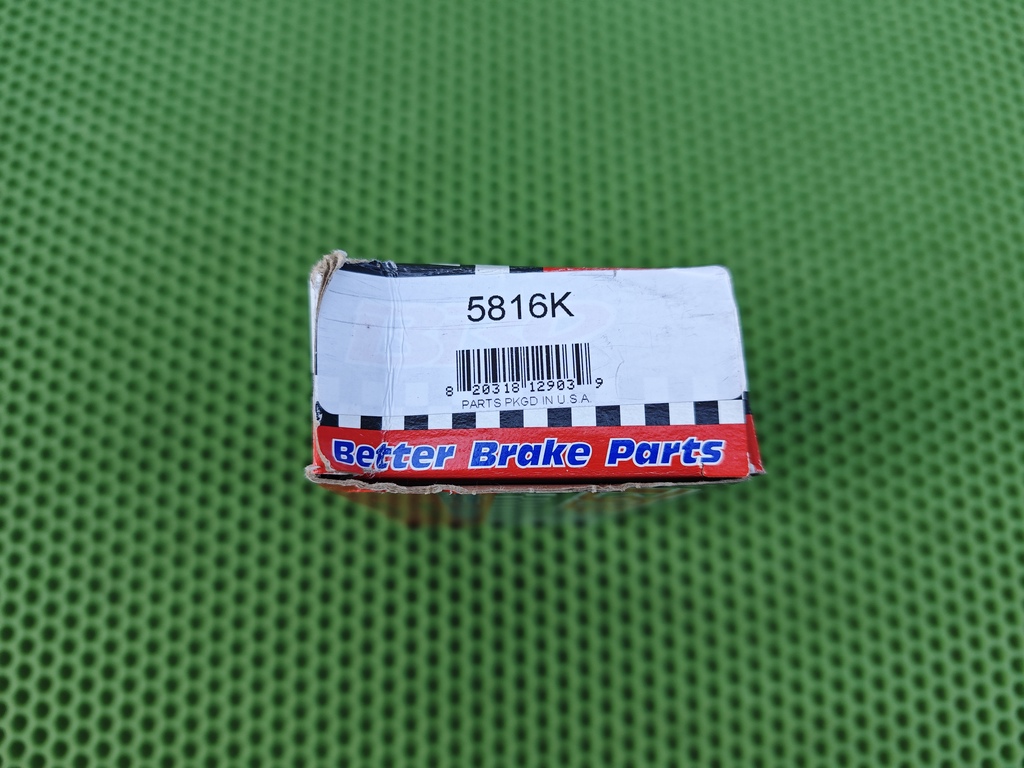 5816K
8 20318 12903 9
PARTS PKGD IN U.S.A.
Better Brake Parts